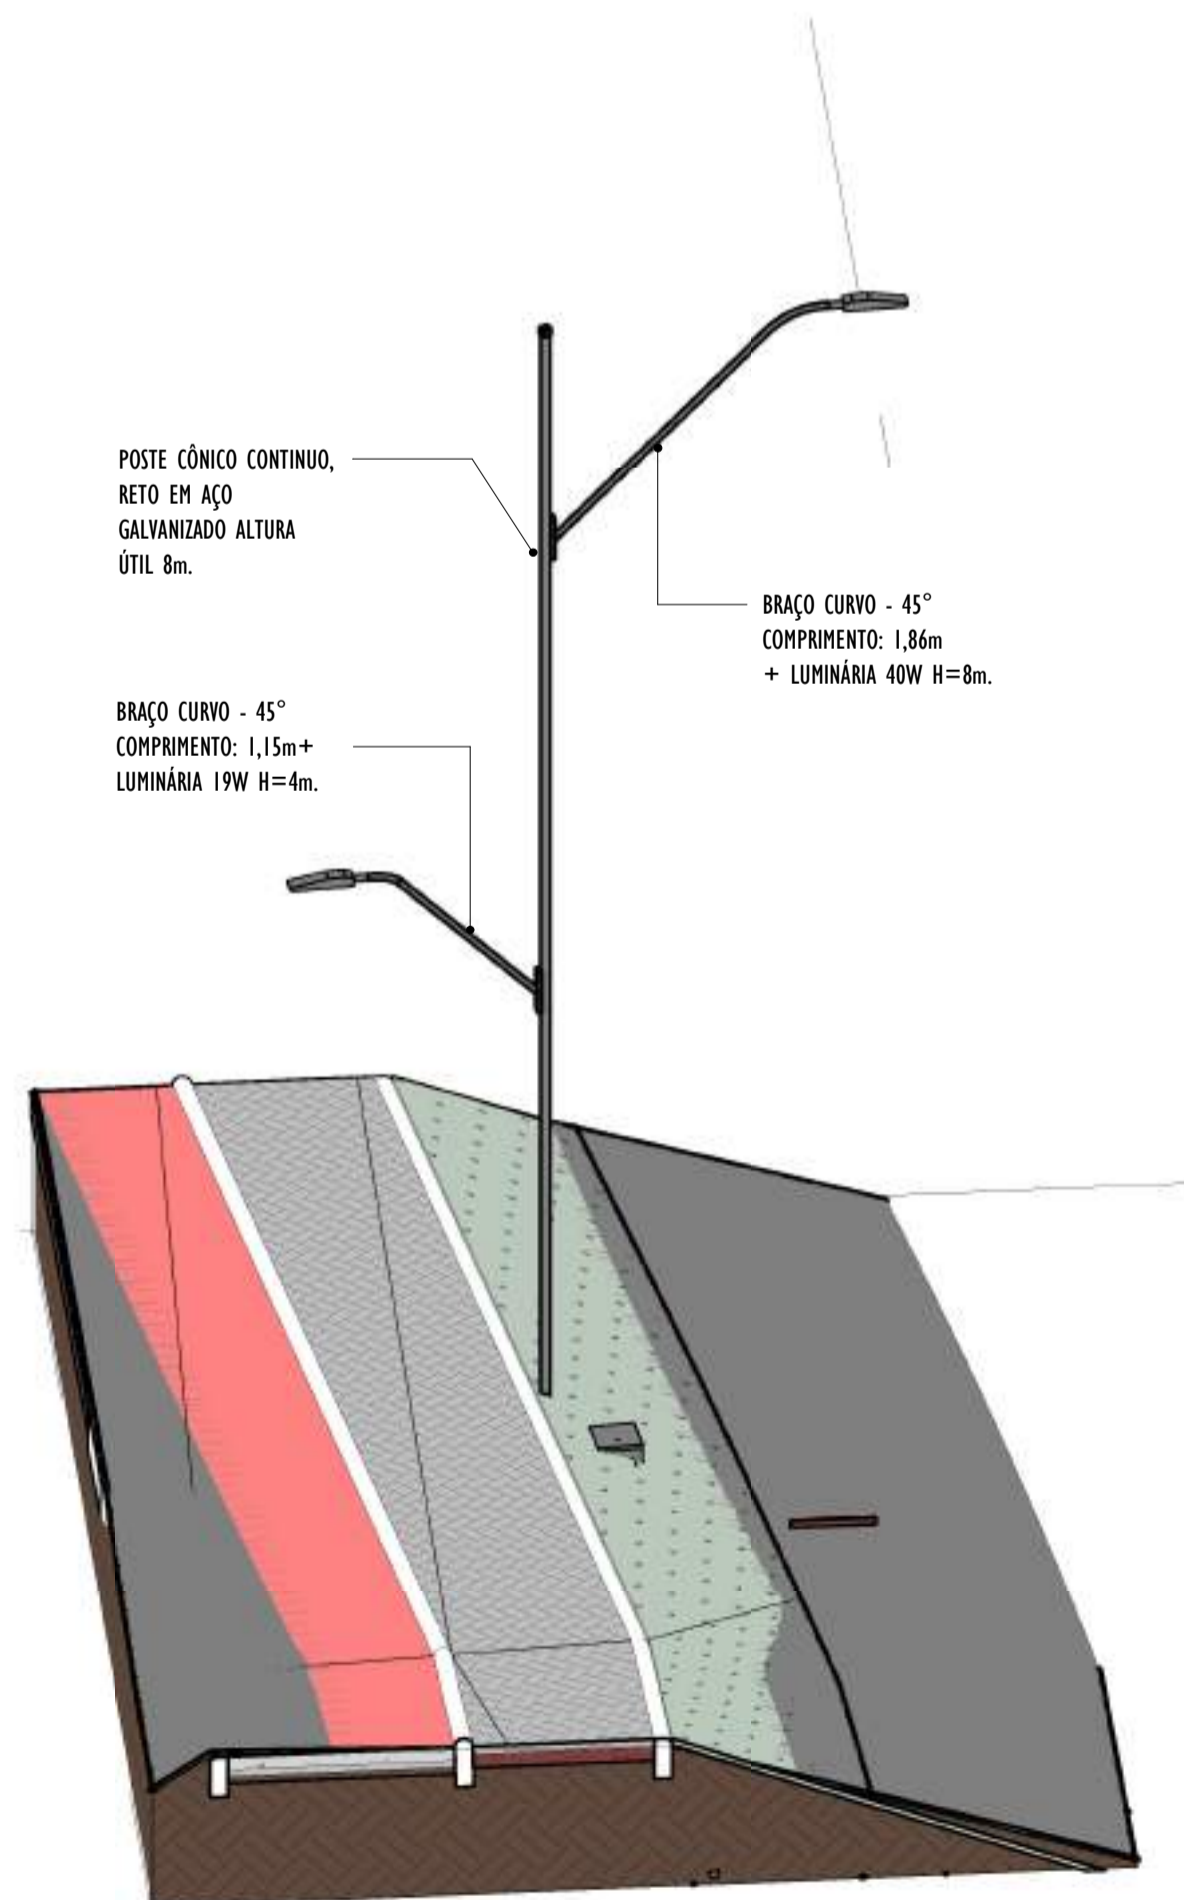 POSTE CÔNICO CONTINUO,
RETO EM AÇO
GALVANIZADO ALTURA
ÚTIL 8m.
BRAÇO CURVO - 45°
COMPRIMENTO: 1,86m
+ LUMINÁRIA 40W H=8m.
BRAÇO CURVO - 45°
COMPRIMENTO: 1,15m+
LUMINÁRIA 19W H=4m.